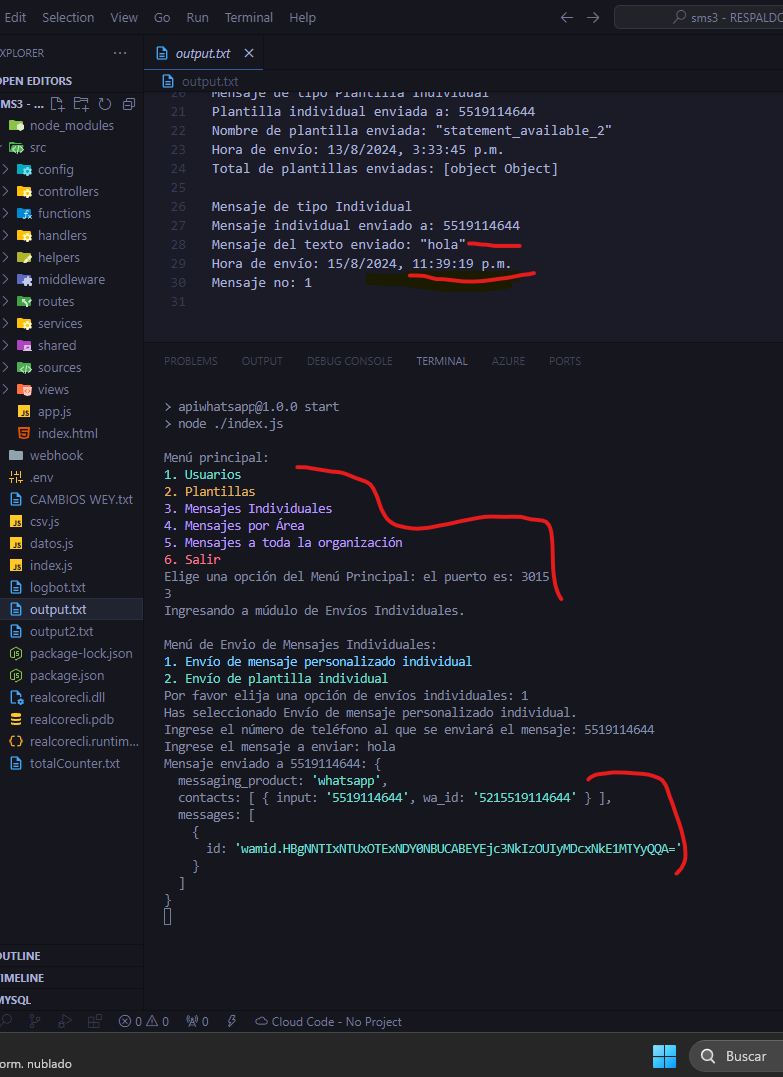 Edit Selection View Go Run Terminal Help
sms3 - RESPALDO
XPLORER
output.txt
OPEN EDITORS
output.txt
MS3 - ...
node_modules
src
config
controllers
functions
handlers
helpers
middleware
routes
services
shared
sources
views
app.js
index.html
webhook
.env
CAMBIOS WEY.txt
csv.js
datos.js
index.js
logbot.txt
output.txt
output2.txt
package-lock.json
package.json
realcorecli.dll
realcorecli.pdb
realcorecli.runtim...
totalCounter.txt
OUTLINE
TIMELINE
MYSQL
20 Mensaje de tipo Plantilla Individual
21 Plantilla individual enviada a: 5519114644
22 Nombre de plantilla enviada: "statement_available_2"
23 Hora de envío: 13/8/2024, 3:33:45 p.m.
24 Total de plantillas enviadas: [object Object]
25
26 Mensaje de tipo Individual
27 Mensaje individual enviado a: 5519114644
28 Mensaje del texto enviado: "hola"
29 Hora de envío: 15/8/2024, 11:39:19 p.m.
30 Mensaje no: 1
31
PROBLEMS OUTPUT DEBUG CONSOLE TERMINAL AZURE PORTS
> apiwhatsapp@1.0.0 start
> node ./index.js
Menú principal:
1. Usuarios
2. Plantillas
3. Mensajes Individuales
4. Mensajes por Área
5. Mensajes a toda la organización
6. Salir
Elige una opción del Menú Principal: el puerto es: 3015
3
Ingresando a múdulo de Envíos Individuales.
Menú de Envio de Mensajes Individuales:
1. Envío de mensaje personalizado individual
2. Envío de plantilla individual
Por favor elija una opción de envíos individuales: 1
Has seleccionado Envío de mensaje personalizado individual.
Ingrese el número de teléfono al que se enviará el mensaje: 5519114644
Ingrese el mensaje a enviar: hola
Mensaje enviado a 5519114644: {
messaging_product: 'whatsapp',
contacts: [ { input: '5519114644', wa_id: '5215519114644' } ],
messages: [
{
id: 'wamid.HBgNNTIxNTUxOTExNDY0NBUCABEYEjc3NkIzOUIyMDcxNkE1MTYyQQA='
}
]
}
0 0 0 Cloud Code - No Project
orm. nublado
Buscar